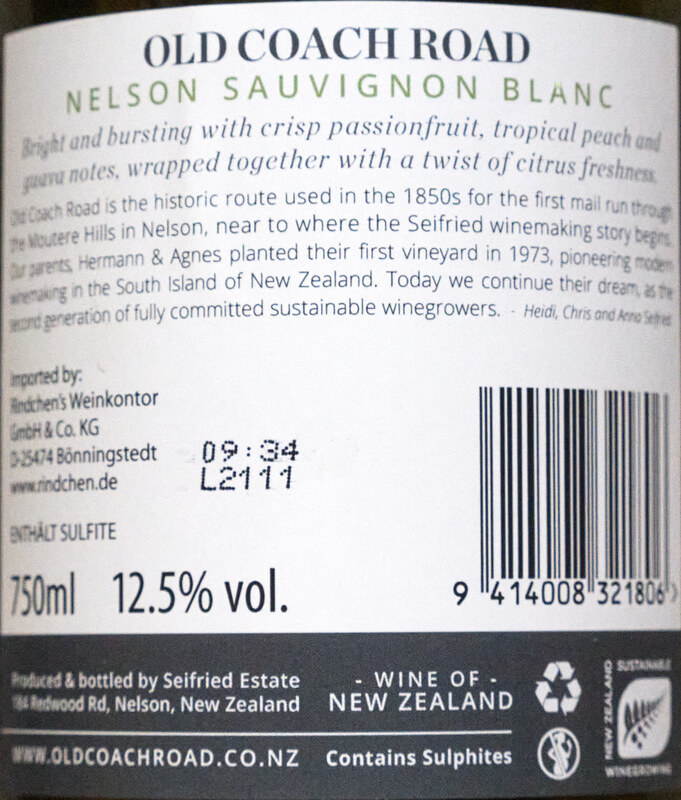 OLD COACH ROAD
NELSON SAUVIGNON BLANC
Bright and bursting with crisp passionfruit, tropical peach and
guava notes, wrapped together with a twist of citrus freshness.
Old Coach Road is the historic route used in the 1850s for the first mail run through
the Moutere Hills in Nelson, near to where the Seifried winemaking story begins.
Our parents, Hermann & Agnes planted their first vineyard in 1973, pioneering modern
winemaking in the South Island of New Zealand. Today we continue their dream, as the
second generation of fully committed sustainable winegrowers. - Heidi, Chris and Anna Seifried
Imported by:
Rindchen's Weinkontor
GmbH & Co. KG
D-25474 Bönningstedt
www.rindchen.de
09:34
L2111
ENTHÄLT SULFITE
750ml 12.5% vol.
9 414008 321806 >
Produced & bottled by Seifried Estate
184 Redwood Rd, Nelson, New Zealand
WWW.OLDCOACHROAD.CO.NZ
- WINE OF -
NEW ZEALAND
Contains Sulphites
SUSTAINABLE
NEW ZEALAND
WINEGROWING